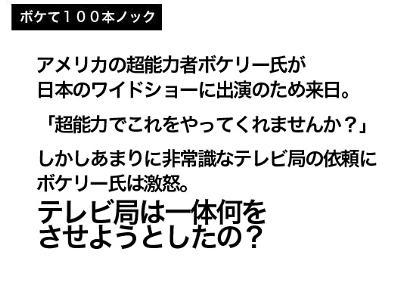 ボケて１００本ノック
アメリカの超能力者ボケリー氏が
日本のワイドショーに出演のため来日。
「超能力でこれをやってくれませんか？」
しかしあまりに非常識なテレビ局の依頼に
ボケリー氏は激怒。
テレビ局は一体何を
させようとしたの？